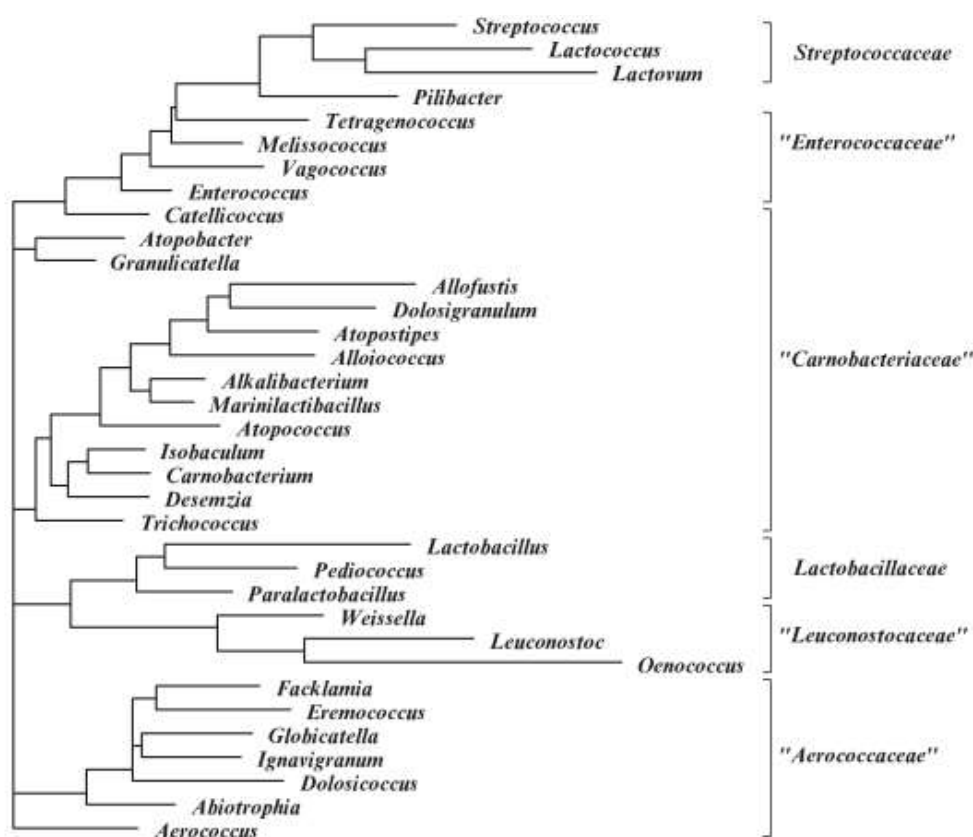 Streptococcus
Lactococcus
Streptococcaceae
Lactovum
Pilibacter
Tetragenococcus
Melissococcus
"Enterococcaceae"
Vagococcus
Enterococcus
Catellicoccus
Atopobacter
Granulicatella
Allofustis
Dolosigranulum
Atopostipes
Alloiococcus
"Carnobacteriaceae"
Alkalibacterium
Marinilactibacillus
Atopococcus
Isobaculum
Carnobacterium
Desemzia
Trichococcus
Lactobacillus
Pediococcus
Lactobacillaceae
Paralactobacillus
Weissella
Leuconostoc
"Leuconostocaceae"
Oenococcus
Facklamia
Eremococcus
Globicatella
Ignavigranum
"Aerococcaceae"
Dolosicoccus
Abiotrophia
Aerococcus